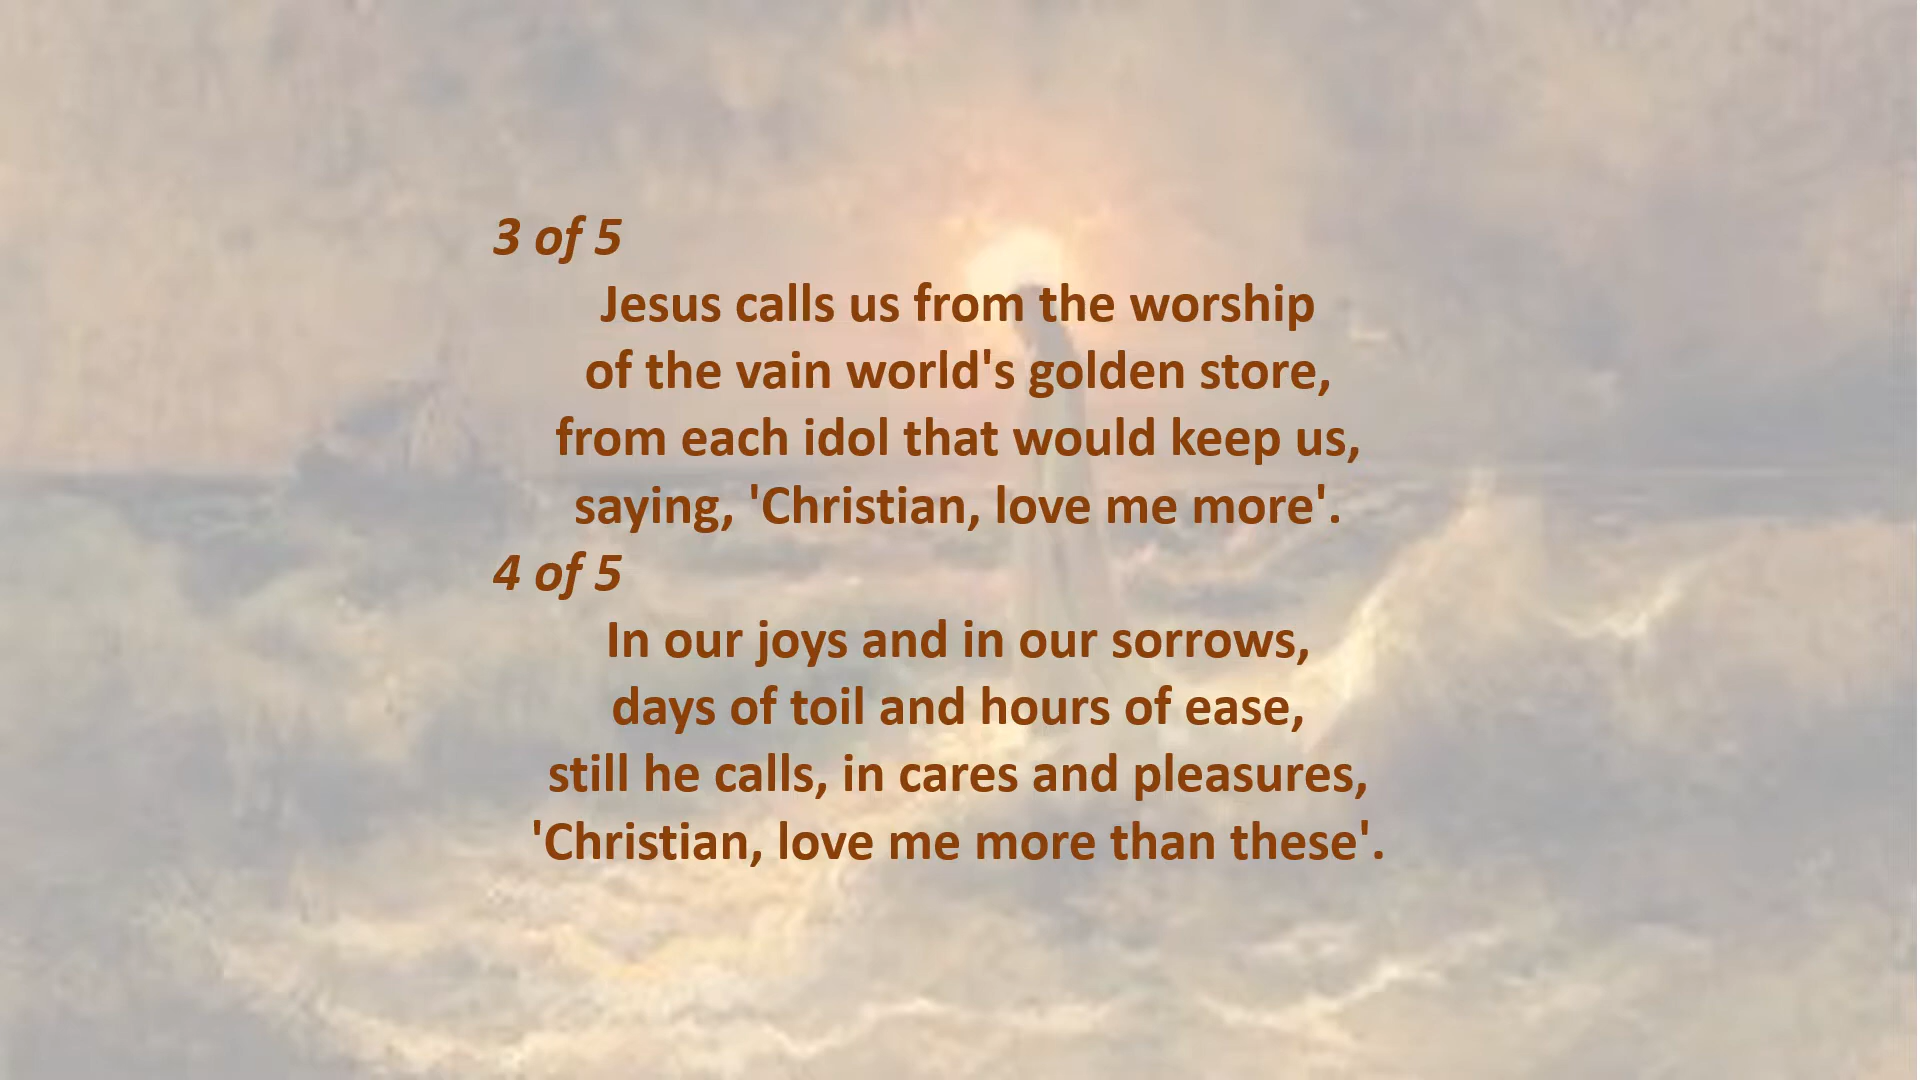 3 of 5
Jesus calls us from the worship
of the vain world's golden store,
from each idol that would keep us,
saying, 'Christian, love me more'.
4 of 5
In our joys and in our sorrows,
days of toil and hours of ease,
still he calls, in cares and pleasures,
'Christian, love me more than these'.